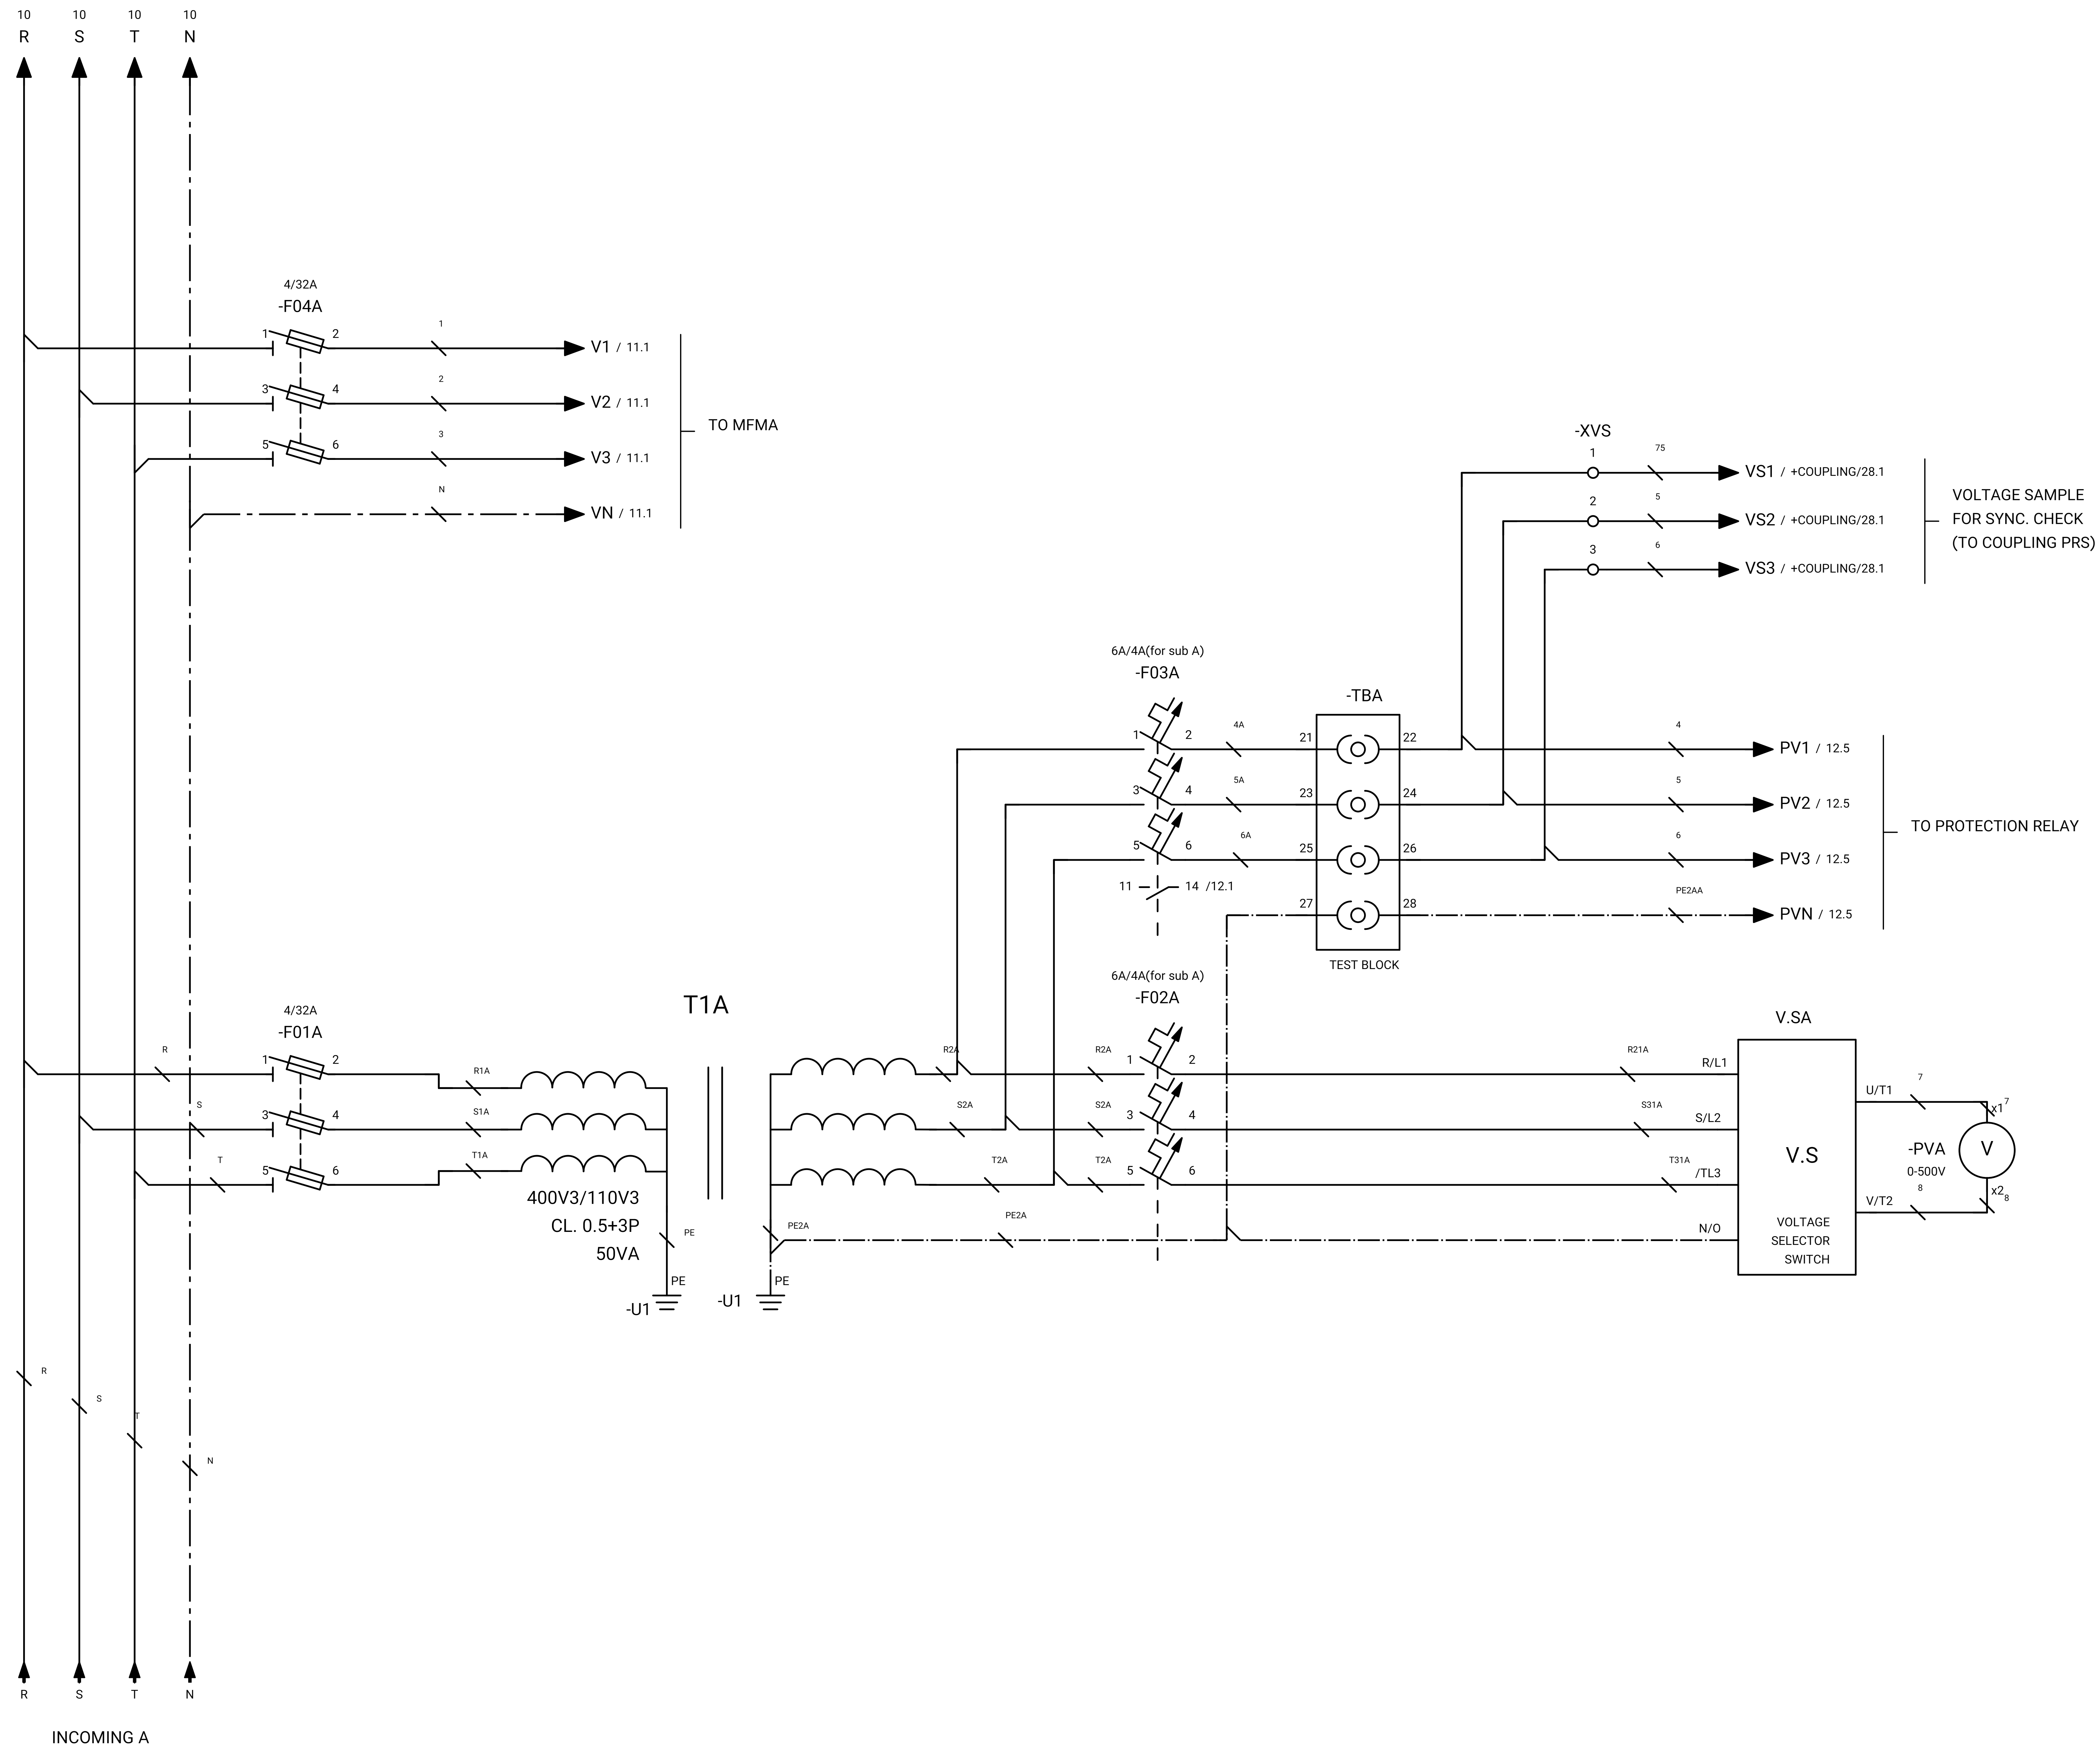 10 10 10 10
R S T N
4/32A
-F04A
1 2 1 V1 / 11.1
3 4 2 V2 / 11.1
TO MFMA
5 6 3 V3 / 11.1
N VN / 11.1
-XVS
1 75 VS1 / +COUPLING/28.1
2 5 VS2 / +COUPLING/28.1
3 6 VS3 / +COUPLING/28.1
VOLTAGE SAMPLE
FOR SYNC. CHECK
(TO COUPLING PRS)
6A/4A(for sub A)
-F03A
-TBA
1 2 4A 21 22 4 PV1 / 12.5
3 4 5A 23 24 5 PV2 / 12.5
TO PROTECTION RELAY
5 6 6A 25 26 6 PV3 / 12.5
11 14 /12.1
27 28 PE2AA PVN / 12.5
TEST BLOCK
6A/4A(for sub A)
-F02A
T1A
4/32A
-F01A
V.SA
R 1 2 R1A R2A R2A 1 2 R21A R/L1
S 3 4 S1A S2A S2A 3 4 S31A S/L2
T 5 6 T1A T2A T2A 5 6 T31A /TL3
400V3/110V3
CL. 0.5+3P
50VA
PE PE2A PE2A N/O
PE PE
-U1 -U1
V.S
VOLTAGE
SELECTOR
SWITCH
U/T1 7 x1 7
-PVA V
0-500V
V/T2 8 x2 8
R
S
T
N
R S T N
INCOMING A